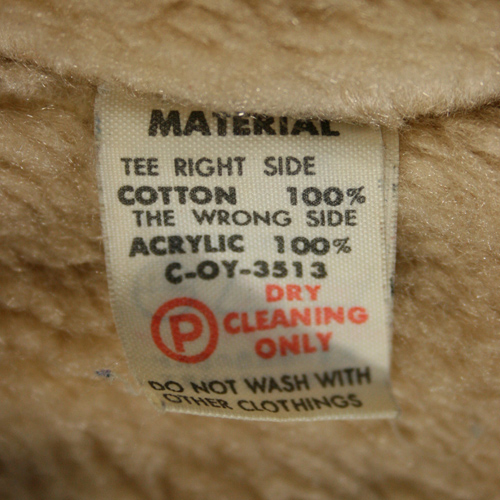 MATERIAL
TEE RIGHT SIDE
COTTON 100%
THE WRONG SIDE
ACRYLIC 100%
C-OY-3513
DRY
P CLEANING
ONLY
DO NOT WASH WITH
OTHER CLOTHINGS